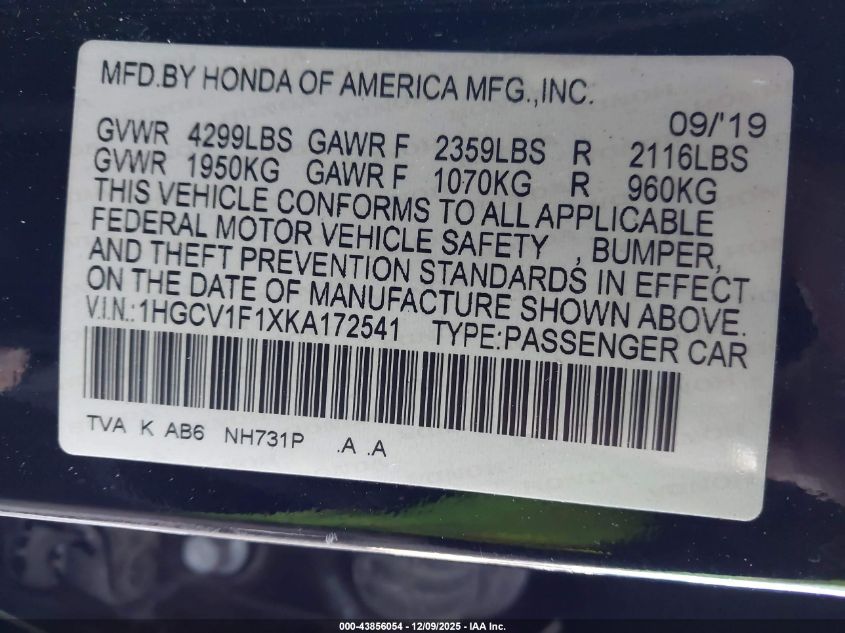 MFD.BY HONDA OF AMERICA MFG.,INC.
09/'19
GVWR 4299LBS GAWR F 2359LBS R 2116LBS
GVWR 1950KG GAWR F 1070KG R 960KG
THIS VEHICLE CONFORMS TO ALL APPLICABLE
FEDERAL MOTOR VEHICLE SAFETY , BUMPER,
AND THEFT PREVENTION STANDARDS IN EFFECT
ON THE DATE OF MANUFACTURE SHOWN ABOVE.
V.I.N.:1HGCV1F1XKA172541 TYPE:PASSENGER CAR
TVA K AB6 NH731P .A .A
000-43856054 - 12/09/2025 - IAA Inc.